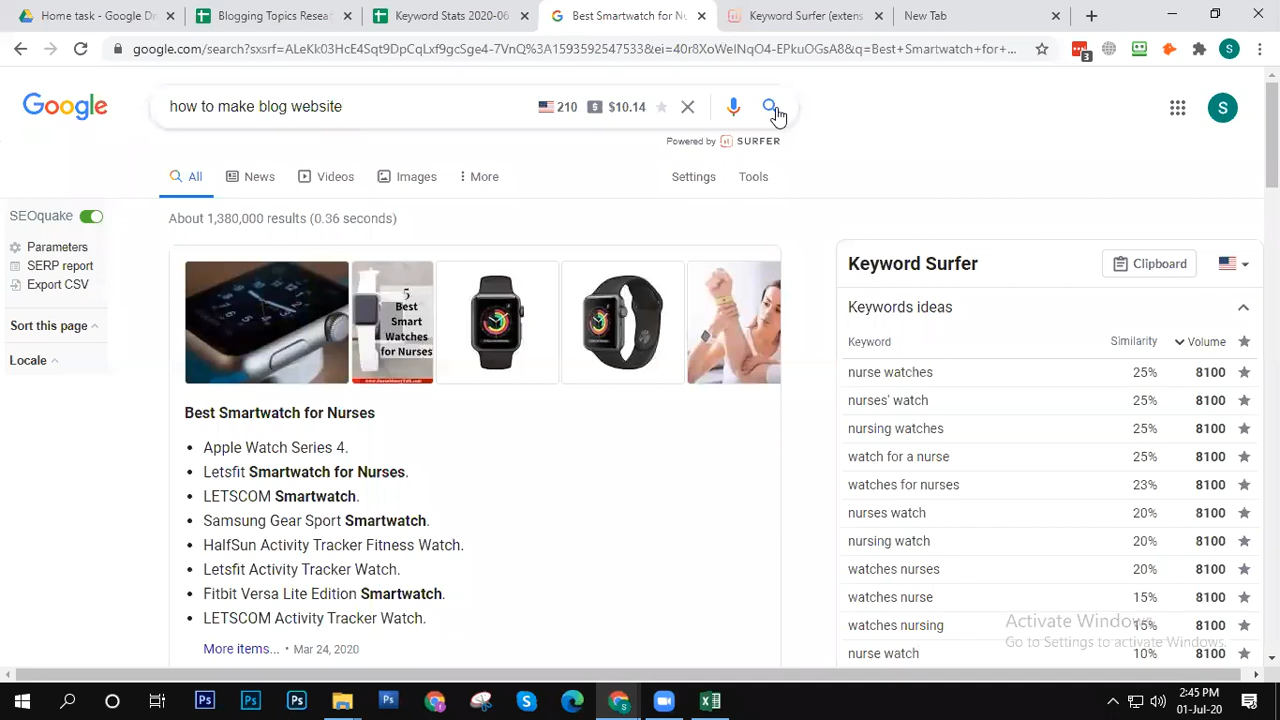 Home task - Google D
Blogging Topics Resea
Keyword Stats 2020-06
Best Smartwatch for Nu
Keyword Surfer (extens
New Tab
google.com/search?sxsrf=ALeKk03HcE4Sqt9DpCqLxf9gcSge4-7VnQ%3A1593592547533&ei=40r8XoWeINqO4-EPkuOGsA8&q=Best+Smartwatch+for+...
3
S
Google
how to make blog website
210
$
$10.14
S
Powered by SURFER
All
News
Videos
Images
More
Settings
Tools
SEOquake
Parameters
SERP report
Export CSV
Sort this page
Locale
About 1,380,000 results (0.36 seconds)
5
Best
Smart
Watches
for Nurses
Best Smartwatch for Nurses
• Apple Watch Series 4.
• Letsfit Smartwatch for Nurses.
• LETSCOM Smartwatch.
• Samsung Gear Sport Smartwatch.
• HalfSun Activity Tracker Fitness Watch.
• Letsfit Activity Tracker Watch.
• Fitbit Versa Lite Edition Smartwatch.
• LETSCOM Activity Tracker Watch.
More items... • Mar 24, 2020
Keyword Surfer
Clipboard
Keywords ideas
Keyword Similarity Volume
nurse watches 25% 8100
nurses' watch 25% 8100
nursing watches 25% 8100
watch for a nurse 25% 8100
watches for nurses 23% 8100
nurses watch 20% 8100
nursing watch 20% 8100
watches nurses 20% 8100
watches nurse 15% 8100
watches nursing 15% 8100
nurse watch 10% 8100
Activate Windows
Go to Settings to activate Windows.
Ps
Ps
Ps
Ps
2:45 PM
01-Jul-20